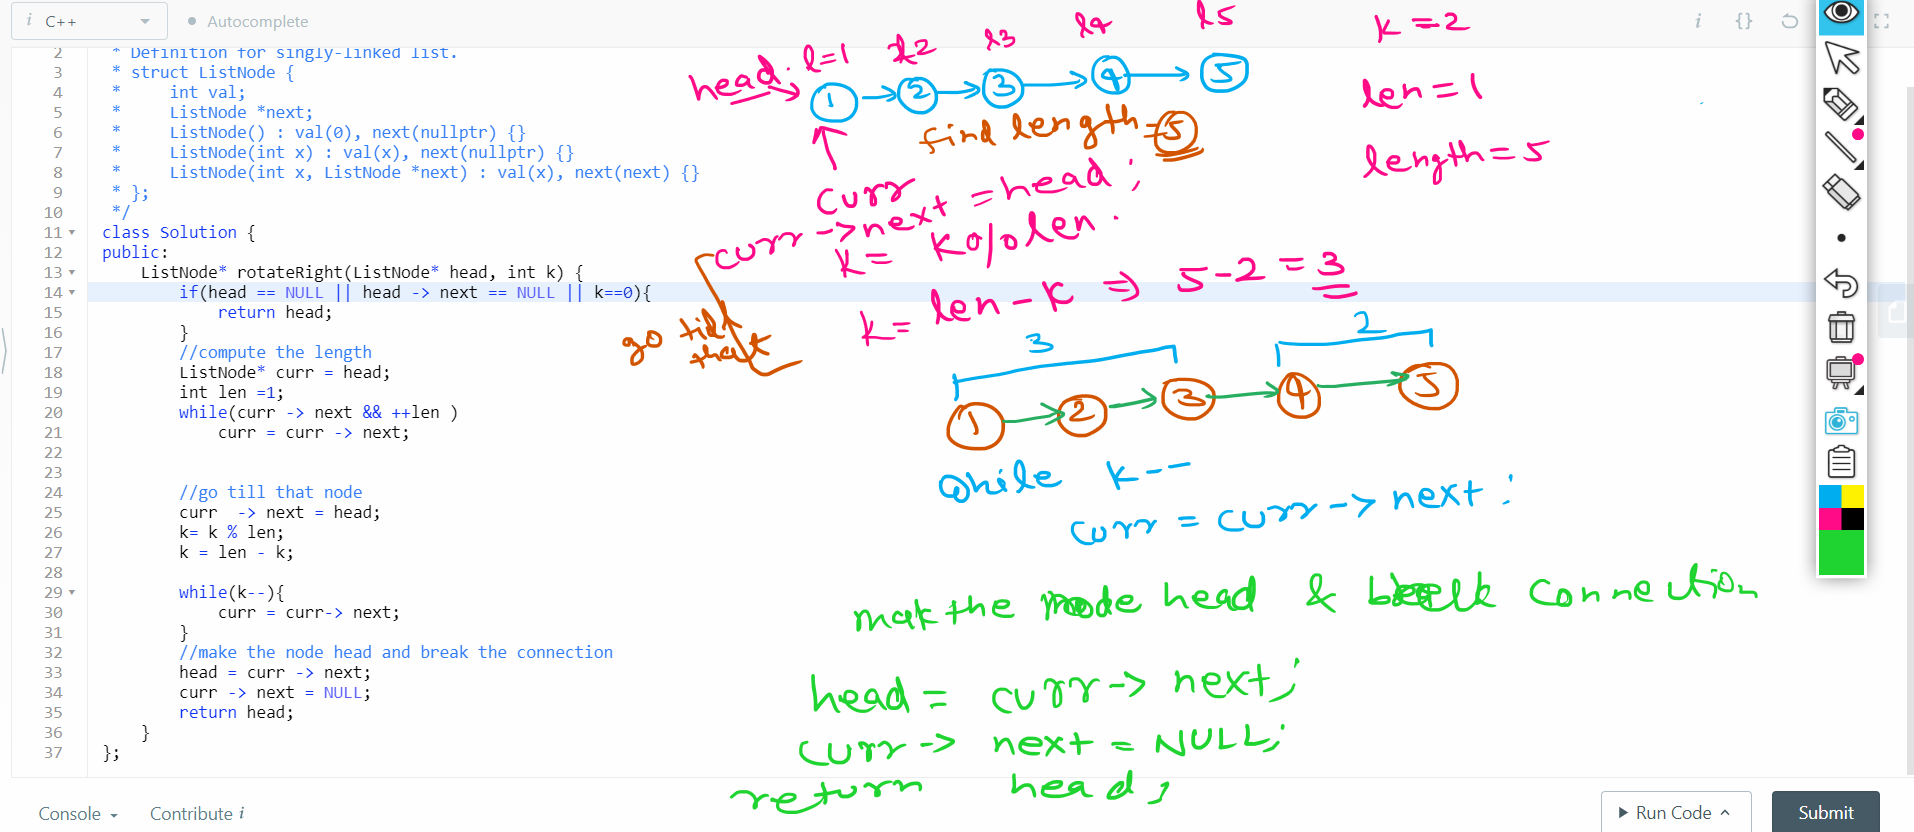 i C++
Autocomplete
i {}
2 * Definition for singly-linked list.
3 * struct ListNode {
4 *     int val;
5 *     ListNode *next;
6 *     ListNode() : val(0), next(nullptr) {}
7 *     ListNode(int x) : val(x), next(nullptr) {}
8 *     ListNode(int x, ListNode *next) : val(x), next(next) {}
9 * };
10 */
11 class Solution {
12 public:
13     ListNode* rotateRight(ListNode* head, int k) {
14         if(head == NULL || head -> next == NULL || k==0){
15             return head;
16         }
17         //compute the length
18         ListNode* curr = head;
19         int len =1;
20         while(curr -> next && ++len )
21             curr = curr -> next;
22
23
24         //go till that node
25         curr  -> next = head;
26         k= k % len;
27         k = len - k;
28
29         while(k--){
30             curr = curr-> next;
31         }
32         //make the node head and break the connection
33         head = curr -> next;
34         curr -> next = NULL;
35         return head;
36     }
37 };
l=1 l2 l3 l4 l5
head
1 2 3 4 5
find length = 5
k = 2
len = 1
length = 5
curr
curr -> next = head ;
k = k % len .
k = len - k => 5 - 2 = 3
go till that
3 2
1 2 3 4 5
while k --
curr = curr -> next ;
mak the node head & break connection
head = curr -> next ;
curr -> next = NULL ;
return head ;
Console
Contribute i
Run Code
Submit